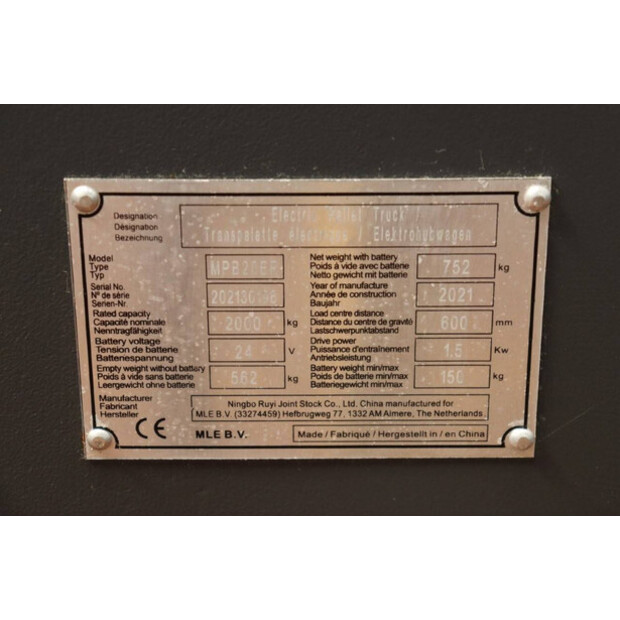 Designation
Désignation
Bezeichnung
Electric Pallet Truck /
Transpalette électrique / Elektrohubwagen
Model
Type
Typ
Net weight with battery
Poids à vide avec batterie
Netto gewicht mit batterie
752 kg
Serial No.
N° de série
Serien-Nr.
Year of manufacture
Année de construction
Baujahr
2021
Rated capacity
Capacité nominale
Nenntragfähigkeit
2000 kg
Load centre distance
Distance du centre de gravité
Lastschwerpunktabstand
600 mm
Battery voltage
Tension de batterie
Batteriespannung
24 V
Drive power
Puissance d'entraînement
Antriebsleistung
1.5 Kw
Empty weight without battery
Poids à vide sans batterie
Leergewicht ohne batterie
562 kg
Battery weight min/max
Poids de batterie min/max
Batteriegewicht min/max
150 kg
Manufacturer
Fabricant
Hersteller
Ningbo Ruyi Joint Stock Co., Ltd. China manufactured for
MLE B.V. (33274459) Hefbrugweg 77, 1332 AM Almere, The Netherlands.
CE MLE B.V. Made / Fabriqué / Hergestellt in / en China